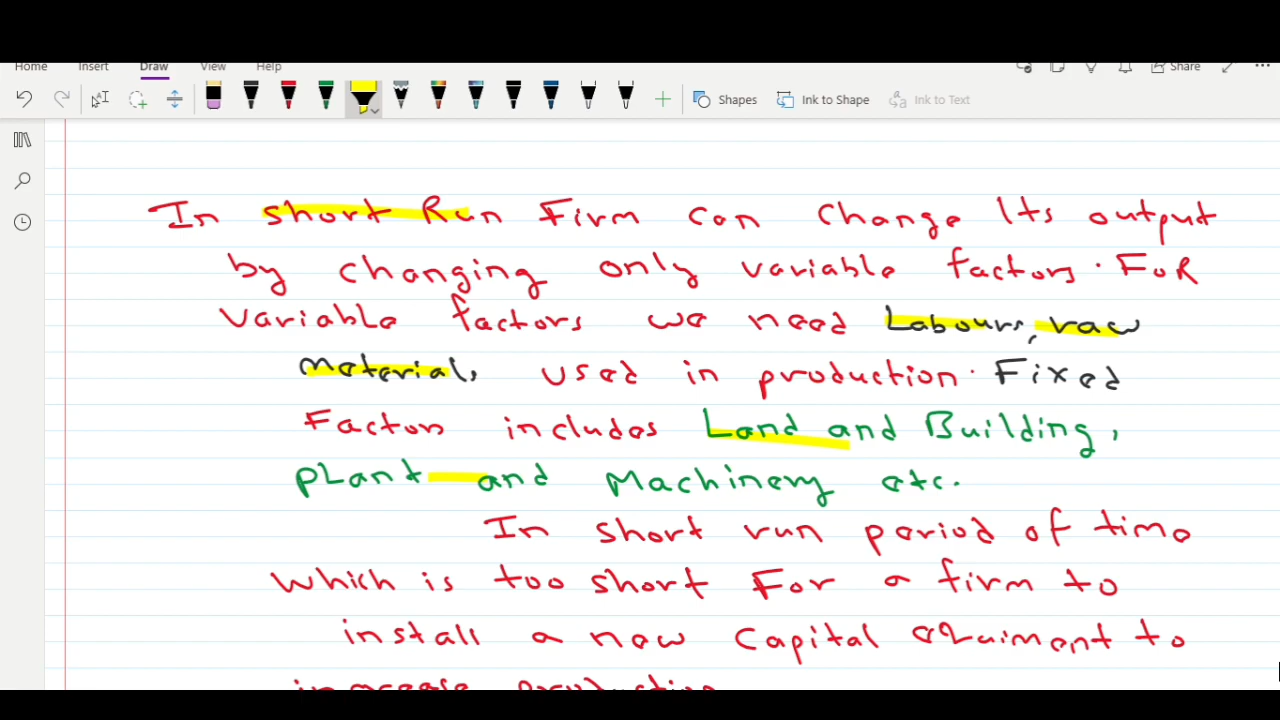 Home Insert Draw View Help Share
Shapes Ink to Shape Ink to Text
In short Run Firm can change Its output
by changing only variable factors. FoR
variable factors we need Labours, raw
materials used in production. Fixed
Factors includes Land and Building,
pLant and Machinery etc.
In short run period of time
which is too short For a firm to
install a new capital to
increase production